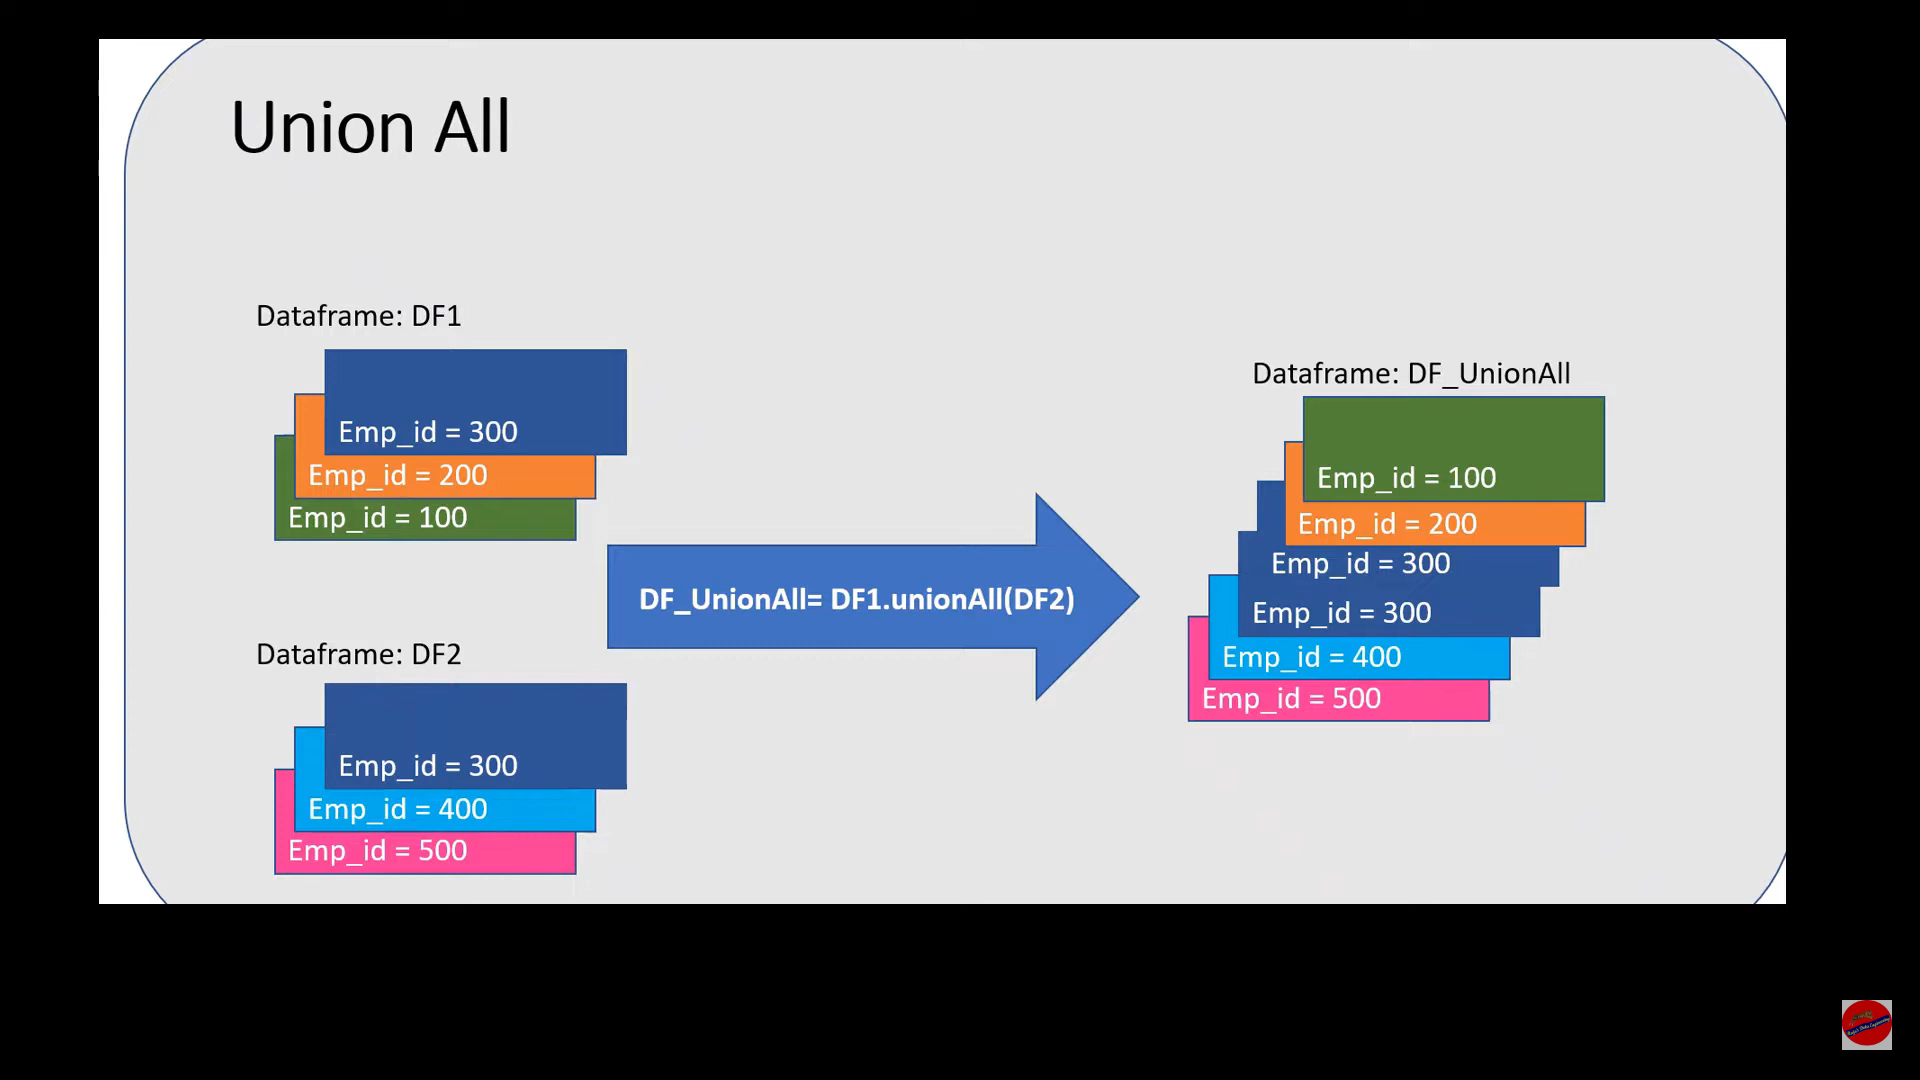 Union All
Dataframe: DF1
Emp_id = 300
Emp_id = 200
Emp_id = 100
DF_UnionAll= DF1.unionAll(DF2)
Dataframe: DF2
Emp_id = 300
Emp_id = 400
Emp_id = 500
Dataframe: DF_UnionAll
Emp_id = 100
Emp_id = 200
Emp_id = 300
Emp_id = 300
Emp_id = 400
Emp_id = 500